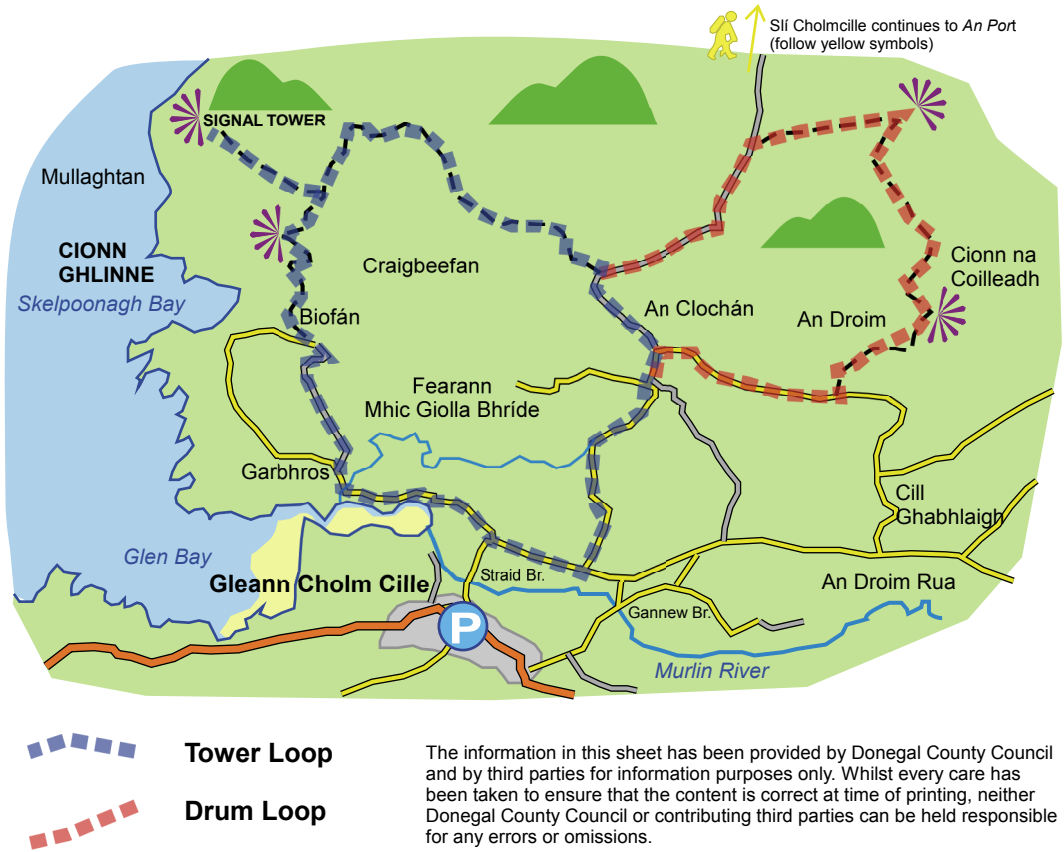 Slí Cholmcille continues to An Port
(follow yellow symbols)
SIGNAL TOWER
Mullaghtan
CIONN
GHLINNE
Skelpoonagh Bay
Craigbeefan
Cionn na
Coilleadh
An Clochán
An Droim
Biofán
Fearann
Mhic Giolla Bhríde
Garbhros
Cill
Ghabhlaigh
Glen Bay
Gleann Cholm Cille
Straid Br.
An Droim Rua
Gannew Br.
P
Murlin River
Tower Loop
Drum Loop
The information in this sheet has been provided by Donegal County Council
and by third parties for information purposes only. Whilst every care has
been taken to ensure that the content is correct at time of printing, neither
Donegal County Council or contributing third parties can be held responsible
for any errors or omissions.